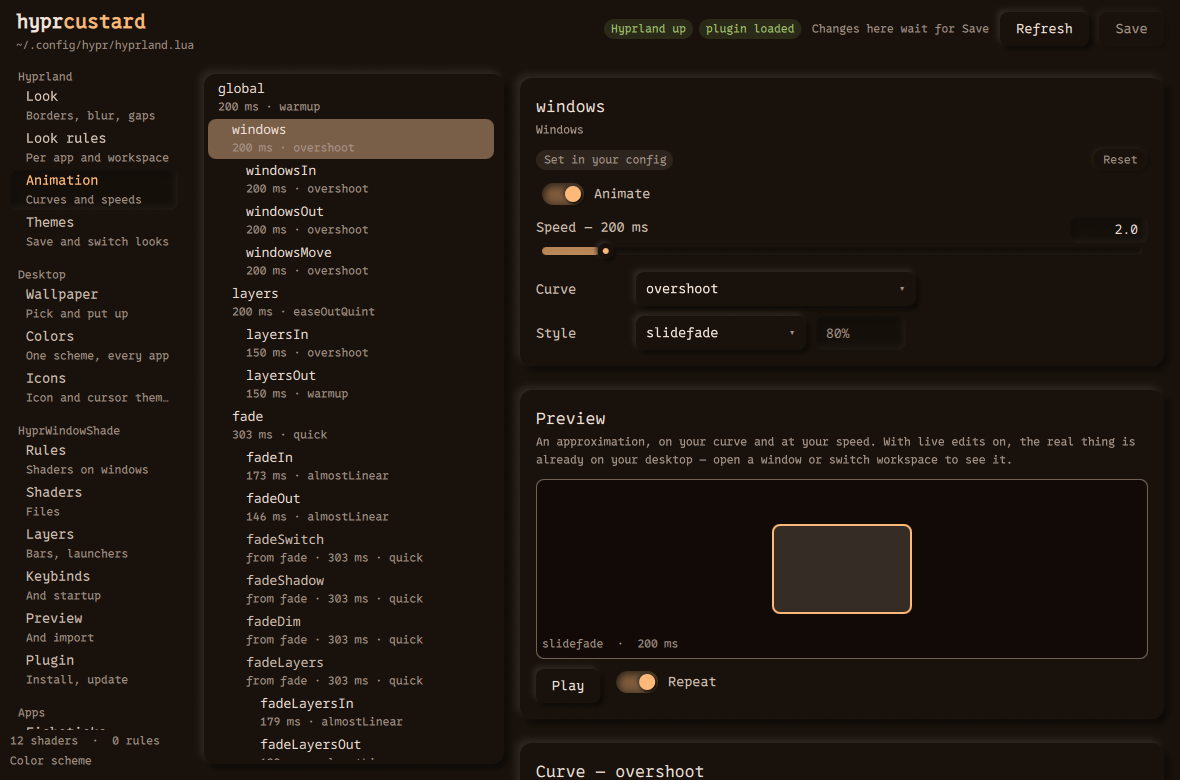 hyprcustard
~/.config/hypr/hyprland.lua
Hyprland up
plugin loaded
Changes here wait for Save
Refresh
Save
Hyprland
Look
Borders, blur, gaps
Look rules
Per app and workspace
Animation
Curves and speeds
Themes
Save and switch looks
Desktop
Wallpaper
Pick and put up
Colors
One scheme, every app
Icons
Icon and cursor them…
HyprWindowShade
Rules
Shaders on windows
Shaders
Files
Layers
Bars, launchers
Keybinds
And startup
Preview
And import
Plugin
Install, update
Apps
12 shaders · 0 rules
Color scheme
global
200 ms · warmup
windows
200 ms · overshoot
windowsIn
200 ms · overshoot
windowsOut
200 ms · overshoot
windowsMove
200 ms · overshoot
layers
200 ms · easeOutQuint
layersIn
150 ms · overshoot
layersOut
150 ms · warmup
fade
303 ms · quick
fadeIn
173 ms · almostLinear
fadeOut
146 ms · almostLinear
fadeSwitch
from fade · 303 ms · quick
fadeShadow
from fade · 303 ms · quick
fadeDim
from fade · 303 ms · quick
fadeLayers
from fade · 303 ms · quick
fadeLayersIn
179 ms · almostLinear
fadeLayersOut
windows
Windows
Set in your config
Reset
Animate
Speed — 200 ms
2.0
Curve
overshoot
Style
slidefade
80%
Preview
An approximation, on your curve and at your speed. With live edits on, the real thing is
already on your desktop — open a window or switch workspace to see it.
slidefade · 200 ms
Play
Repeat
Curve — overshoot